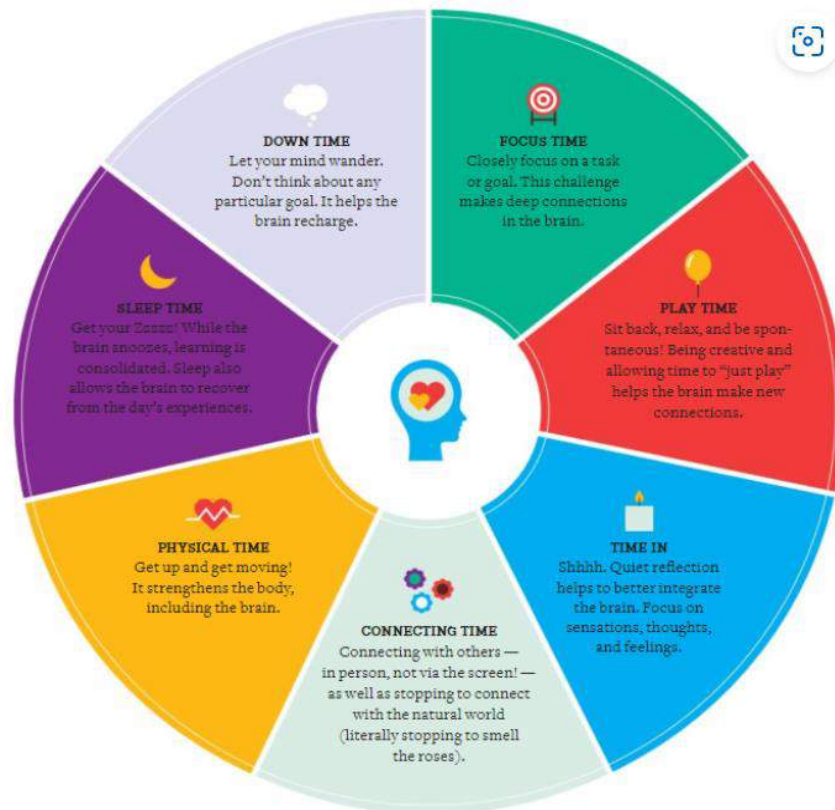 DOWN TIME
Let your mind wander.
Don't think about any
particular goal. It helps the
brain recharge.
FOCUS TIME
Closely focus on a task
or goal. This challenge
makes deep connections
in the brain.
PLAY TIME
Sit back, relax, and be spon-
taneous! Being creative and
allowing time to “just play”
helps the brain make new
connections.
TIME IN
Shhhh. Quiet reflection
helps to better integrate
the brain. Focus on
sensations, thoughts,
and feelings.
CONNECTING TIME
Connecting with others —
in person, not via the screen! —
as well as stopping to connect
with the natural world
(literally stopping to smell
the roses).
PHYSICAL TIME
Get up and get moving!
It strengthens the body,
including the brain.
SLEEP TIME
Get your Zzzzz! While the
brain snoozes, learning is
consolidated. Sleep also
allows the brain to recover
from the day's experiences.